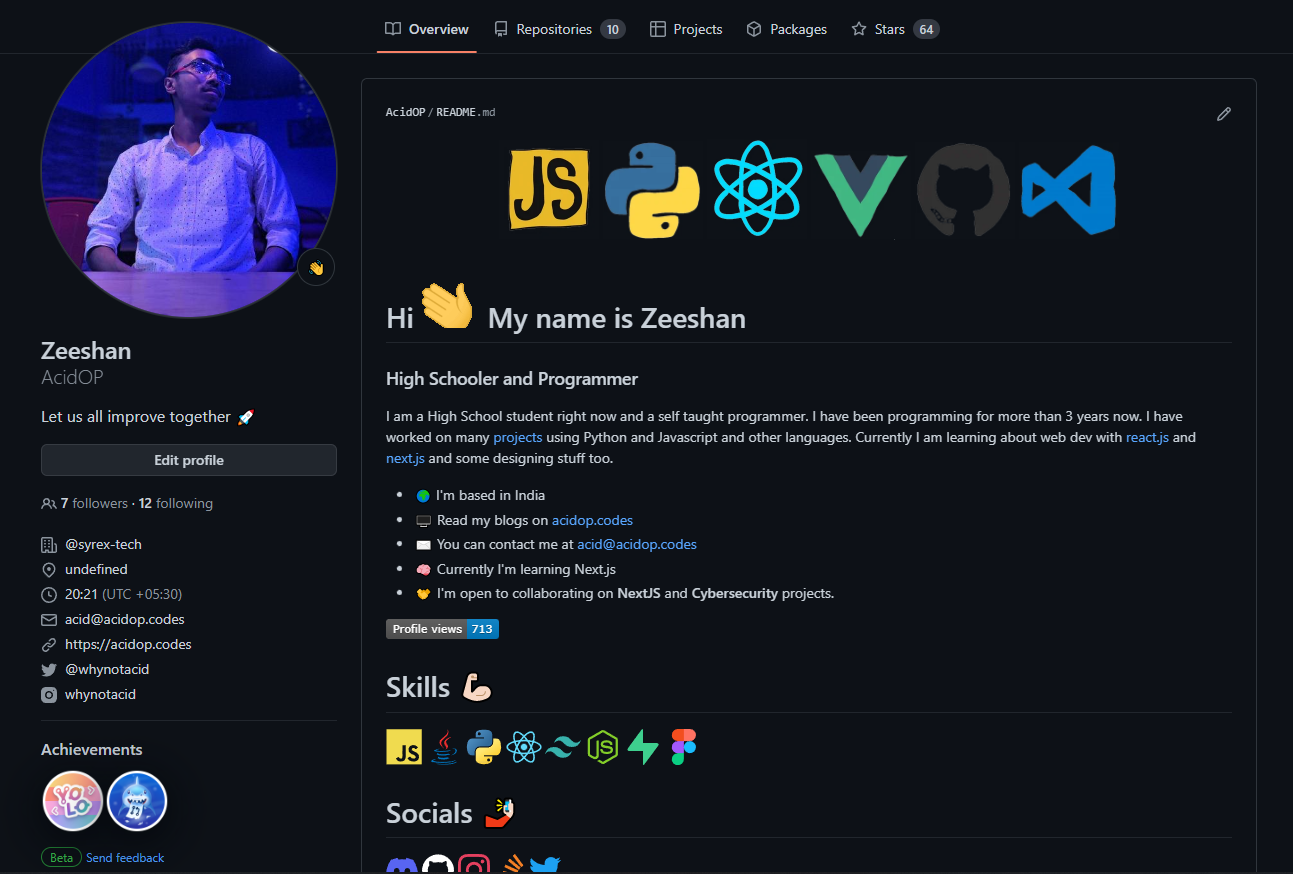 Overview
Repositories 10
Projects
Packages
Stars 64
Zeeshan
AcidOP
Let us all improve together
Edit profile
7 followers · 12 following
@syrex-tech
undefined
20:21 (UTC +05:30)
acid@acidop.codes
https://acidop.codes
@whynotacid
whynotacid
Achievements
YOLO
Beta Send feedback
AcidOP / README.md
JS
Hi My name is Zeeshan
High Schooler and Programmer
I am a High School student right now and a self taught programmer. I have been programming for more than 3 years now. I have
worked on many projects using Python and Javascript and other languages. Currently I am learning about web dev with react.js and
next.js and some designing stuff too.
I'm based in India
Read my blogs on acidop.codes
You can contact me at acid@acidop.codes
Currently I'm learning Next.js
I'm open to collaborating on NextJS and Cybersecurity projects.
Profile views 713
Skills
JS
JS
Socials